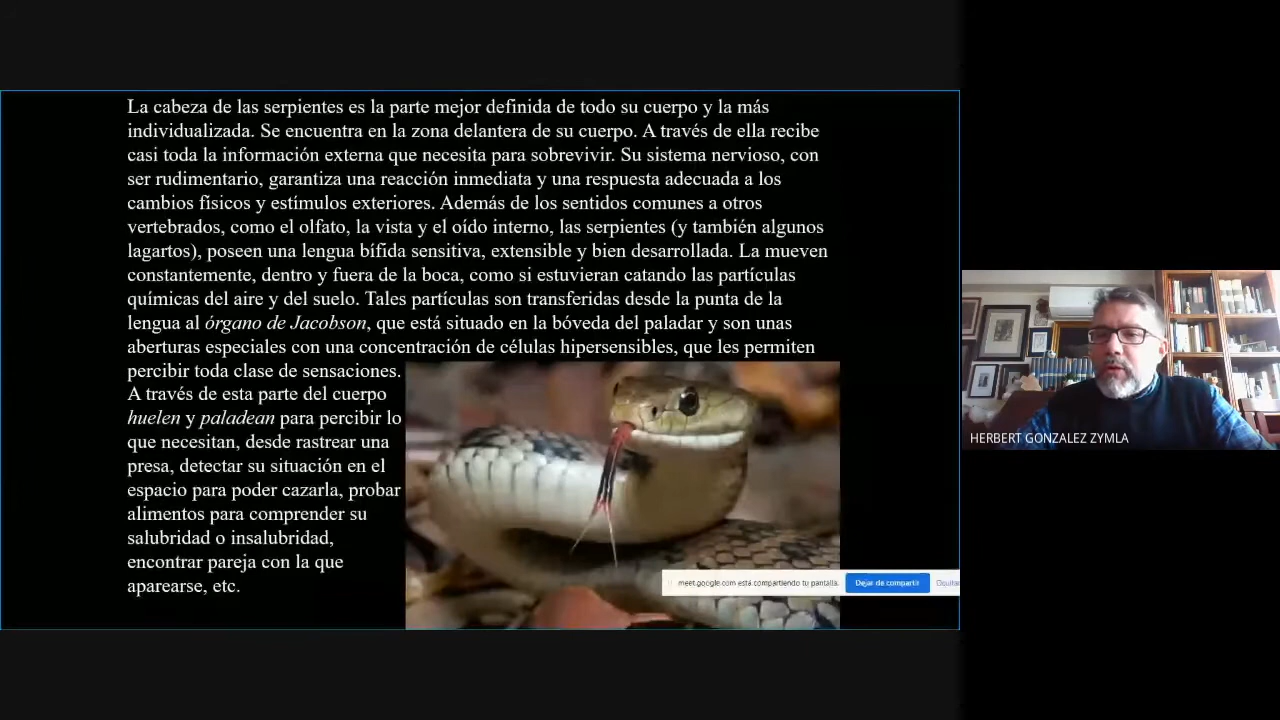 La cabeza de las serpientes es la parte mejor definida de todo su cuerpo y la más
individualizada. Se encuentra en la zona delantera de su cuerpo. A través de ella recibe
casi toda la información externa que necesita para sobrevivir. Su sistema nervioso, con
ser rudimentario, garantiza una reacción inmediata y una respuesta adecuada a los
cambios físicos y estímulos exteriores. Además de los sentidos comunes a otros
vertebrados, como el olfato, la vista y el oído interno, las serpientes (y también algunos
lagartos), poseen una lengua bífida sensitiva, extensible y bien desarrollada. La mueven
constantemente, dentro y fuera de la boca, como si estuvieran catando las partículas
químicas del aire y del suelo. Tales partículas son transferidas desde la punta de la
lengua al órgano de Jacobson, que está situado en la bóveda del paladar y son unas
aberturas especiales con una concentración de células hipersensibles, que les permiten
percibir toda clase de sensaciones.
A través de esta parte del cuerpo
huelen y paladean para percibir lo
que necesitan, desde rastrear una
presa, detectar su situación en el
espacio para poder cazarla, probar
alimentos para comprender su
salubridad o insalubridad,
encontrar pareja con la que
aparearse, etc.
meet.google.com está compartiendo tu pantalla.
Dejar de compartir
HERBERT GONZALEZ ZYMLA